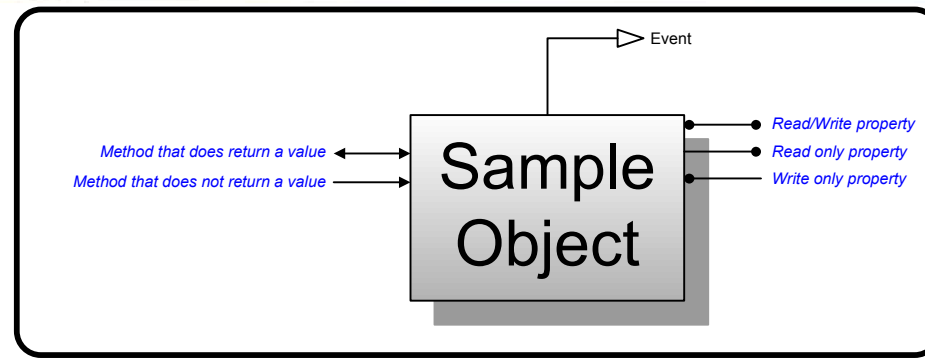 Event
Method that does return a value
Method that does not return a value
Sample
Object
Read/Write property
Read only property
Write only property